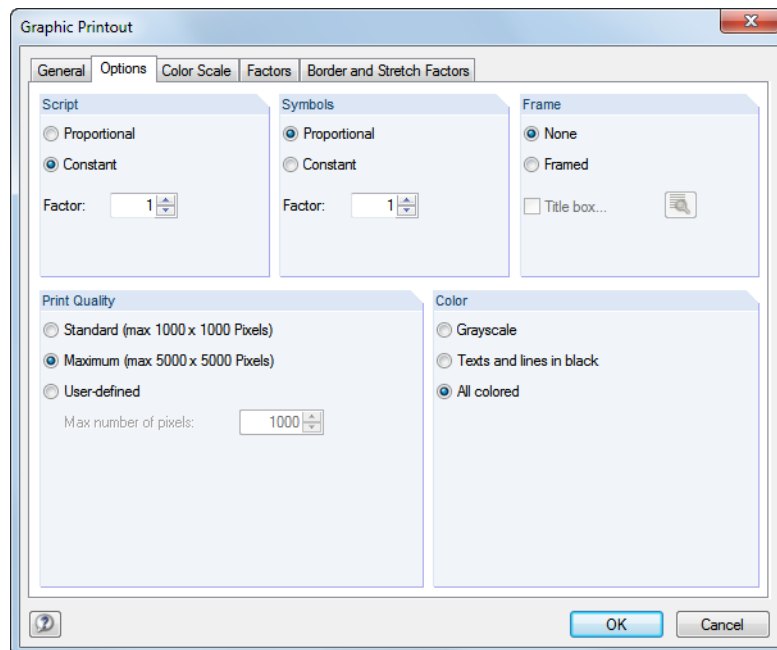 Graphic Printout
General Options Color Scale Factors Border and Stretch Factors
Script
Proportional
Constant
Factor: 1
Symbols
Proportional
Constant
Factor: 1
Frame
None
Framed
Title box...
Print Quality
Standard (max 1000 x 1000 Pixels)
Maximum (max 5000 x 5000 Pixels)
User-defined
Max number of pixels: 1000
Color
Grayscale
Texts and lines in black
All colored
OK Cancel